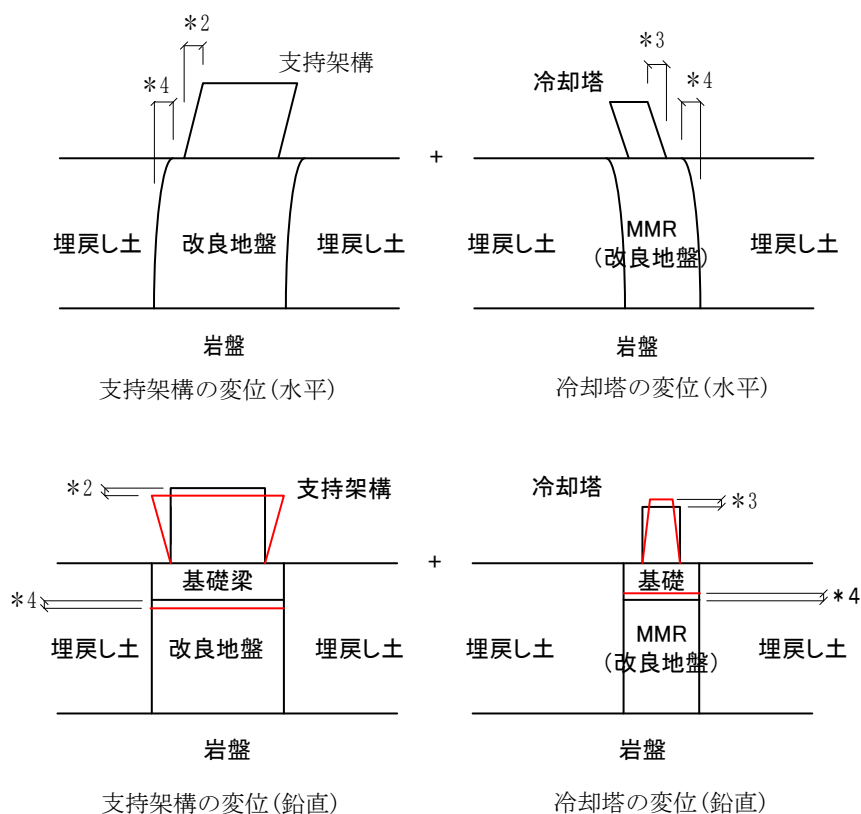 *2
*3
*4
支持架構
*4
冷却塔
+
埋戻し土
改良地盤
埋戻し土
埋戻し土
MMR
(改良地盤)
埋戻し土
岩盤
岩盤
支持架構の変位(水平)
冷却塔の変位(水平)
*2
支持架構
冷却塔
*3
+
基礎梁
基礎
*4
*4
埋戻し土
改良地盤
埋戻し土
埋戻し土
MMR
(改良地盤)
埋戻し土
岩盤
岩盤
支持架構の変位(鉛直)
冷却塔の変位(鉛直)